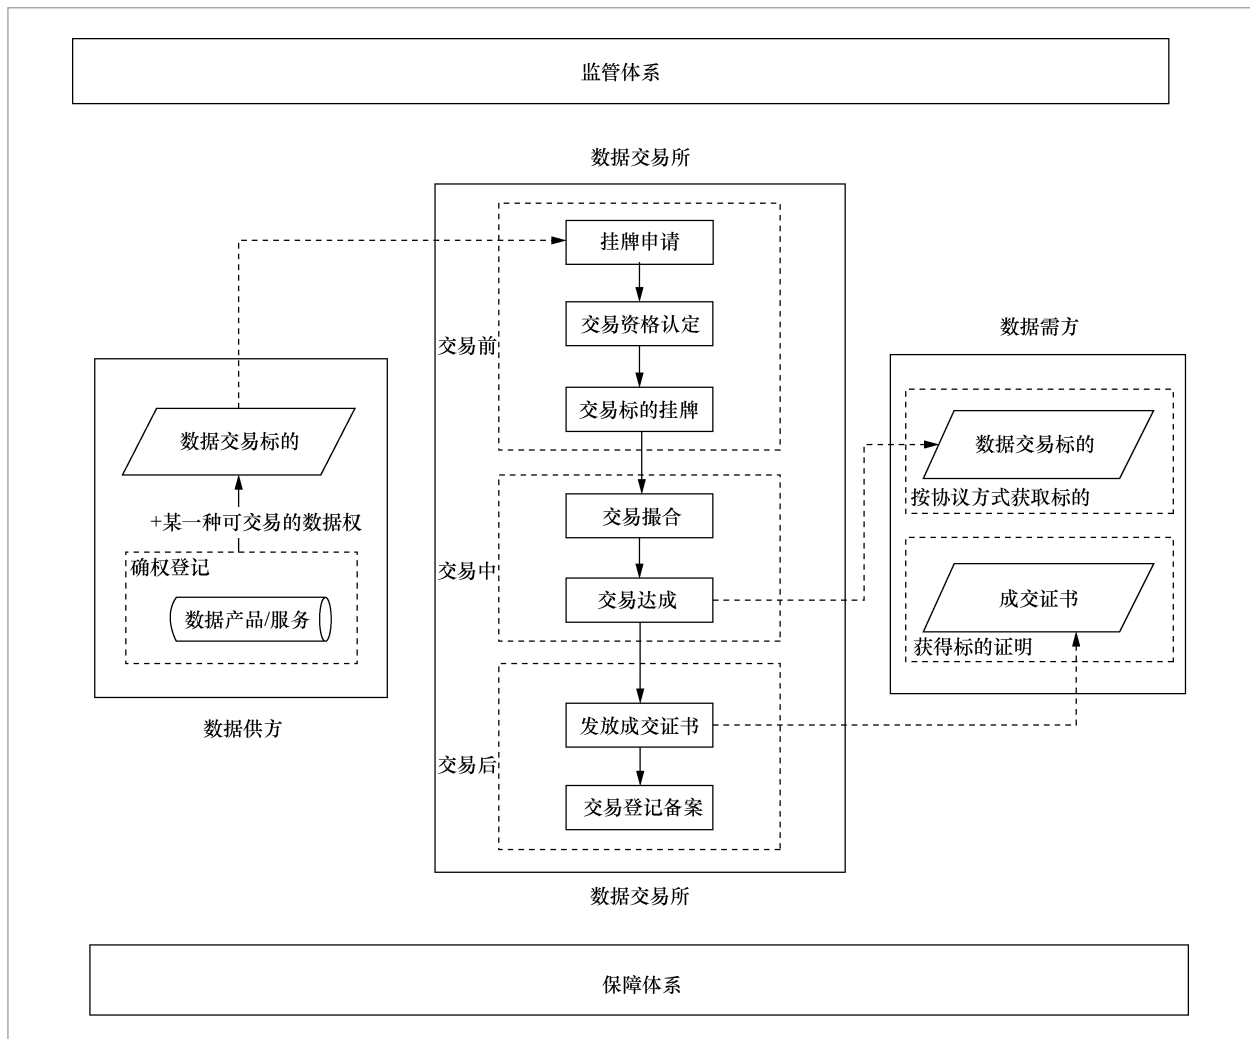 监管体系
数据交易所
挂牌申请
交易资格认定
交易前
交易标的挂牌
交易撮合
交易中
交易达成
发放成交证书
交易后
交易登记备案
数据交易所
数据交易标的
+某一种可交易的数据权
确权登记
数据产品/服务
数据供方
数据需方
数据交易标的
按协议方式获取标的
成交证书
获得标的证明
保障体系